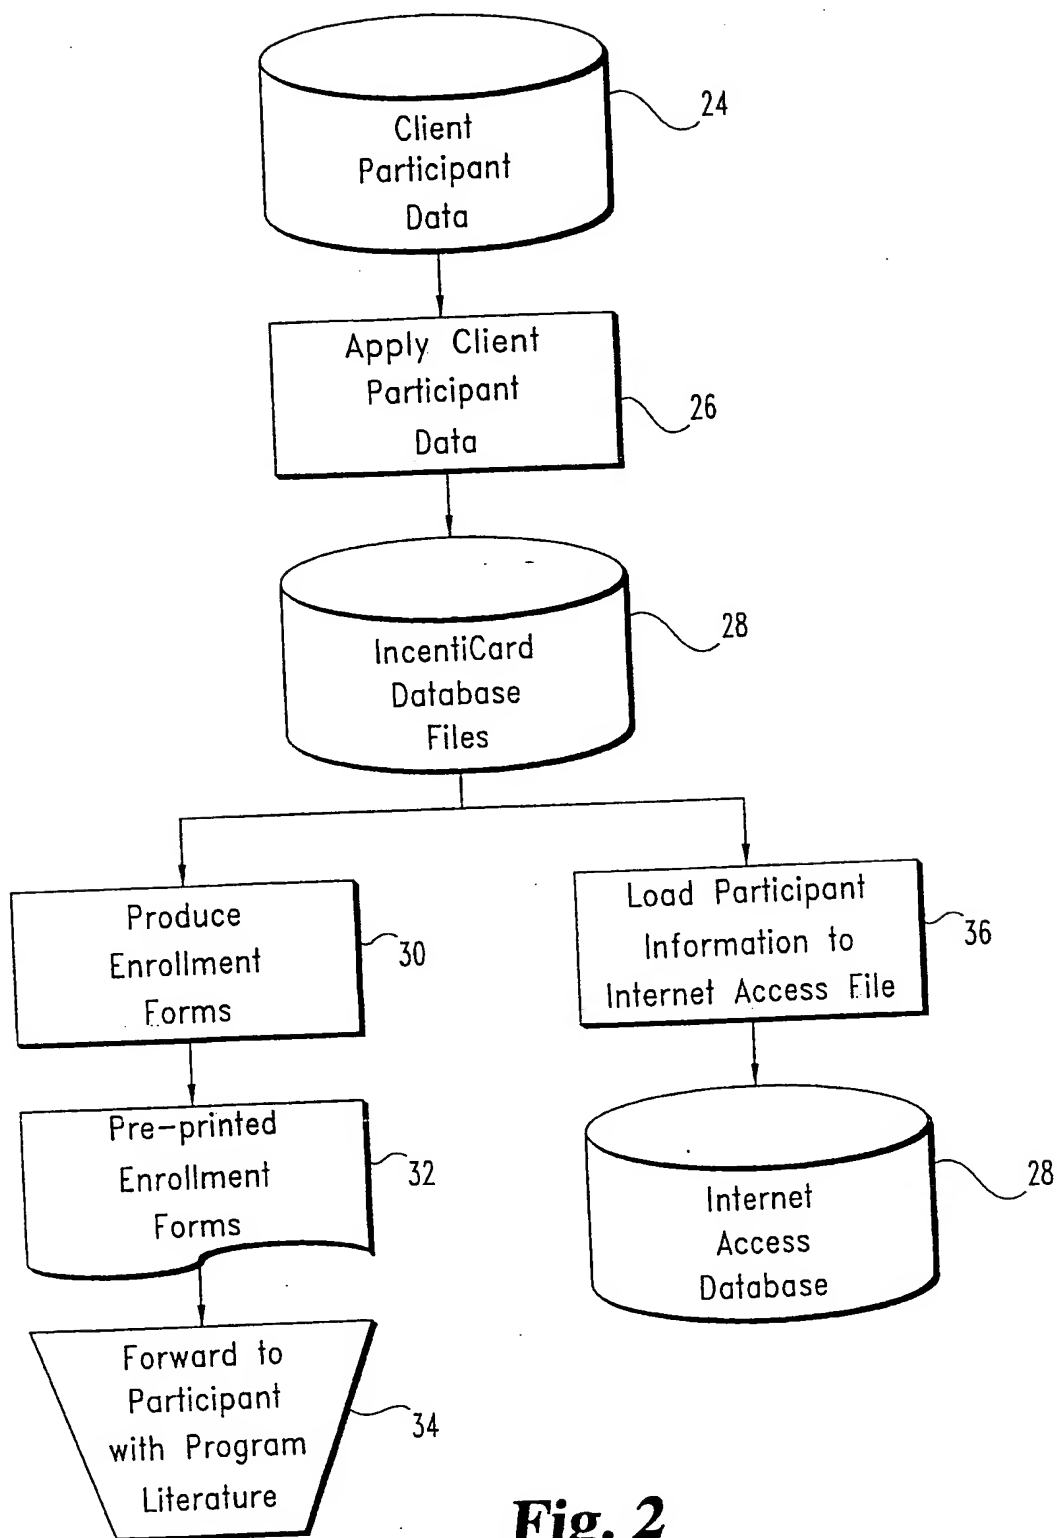 Client
Participant
Data
24
Apply Client
Participant
Data
26
IncentiCard
Database
Files
28
Produce
Enrollment
Forms
30
Load Participant
Information to
Internet Access File
36
Pre-printed
Enrollment
Forms
32
Internet
Access
Database
28
Forward to
Participant
with Program
Literature
34
Fig. 2